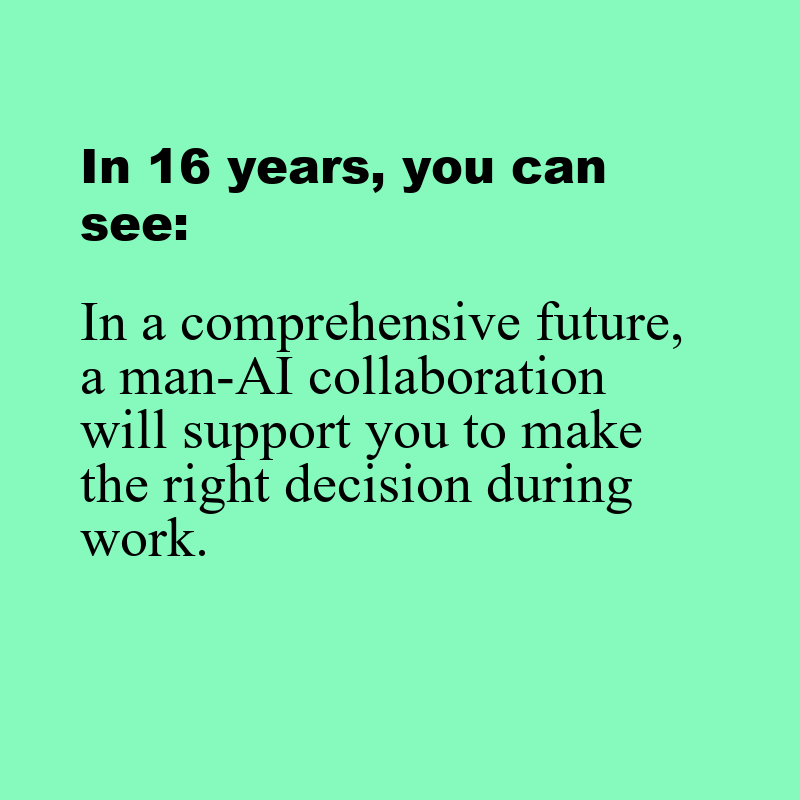 In 16 years, you can
see:
In a comprehensive future,
a man-AI collaboration
will support you to make
the right decision during
work.